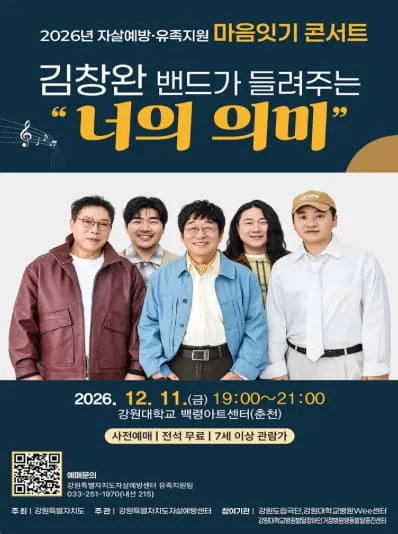 2026년 자살예방·유족지원 마음잇기 콘서트
김창완 밴드가 들려주는
“너의 의미”
2026. 12. 11.(금) 19:00~21:00
강원대학교 백령아트센터(춘천)
사전예매 | 전석 무료 | 7세 이상 관람가
예매문의
강원특별자치도자살예방센터 유족지원팀
033-251-1970(내선 215)
주 최 | 강원특별자치도 주 관 | 강원특별자치도자살예방센터 참여기관 | 강원도립극단,강원대학교병원Wee센터